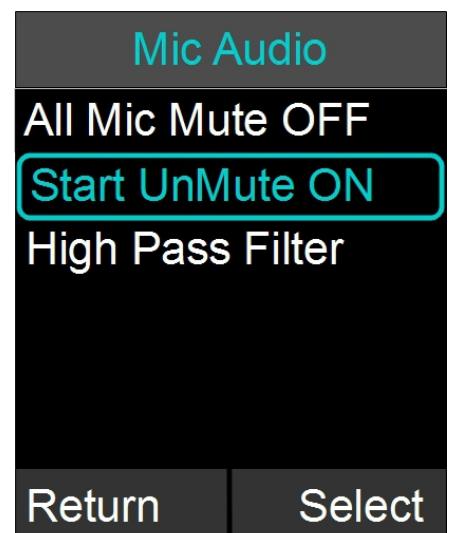 Mic Audio
All Mic Mute OFF
Start UnMute ON
High Pass Filter
Return Select